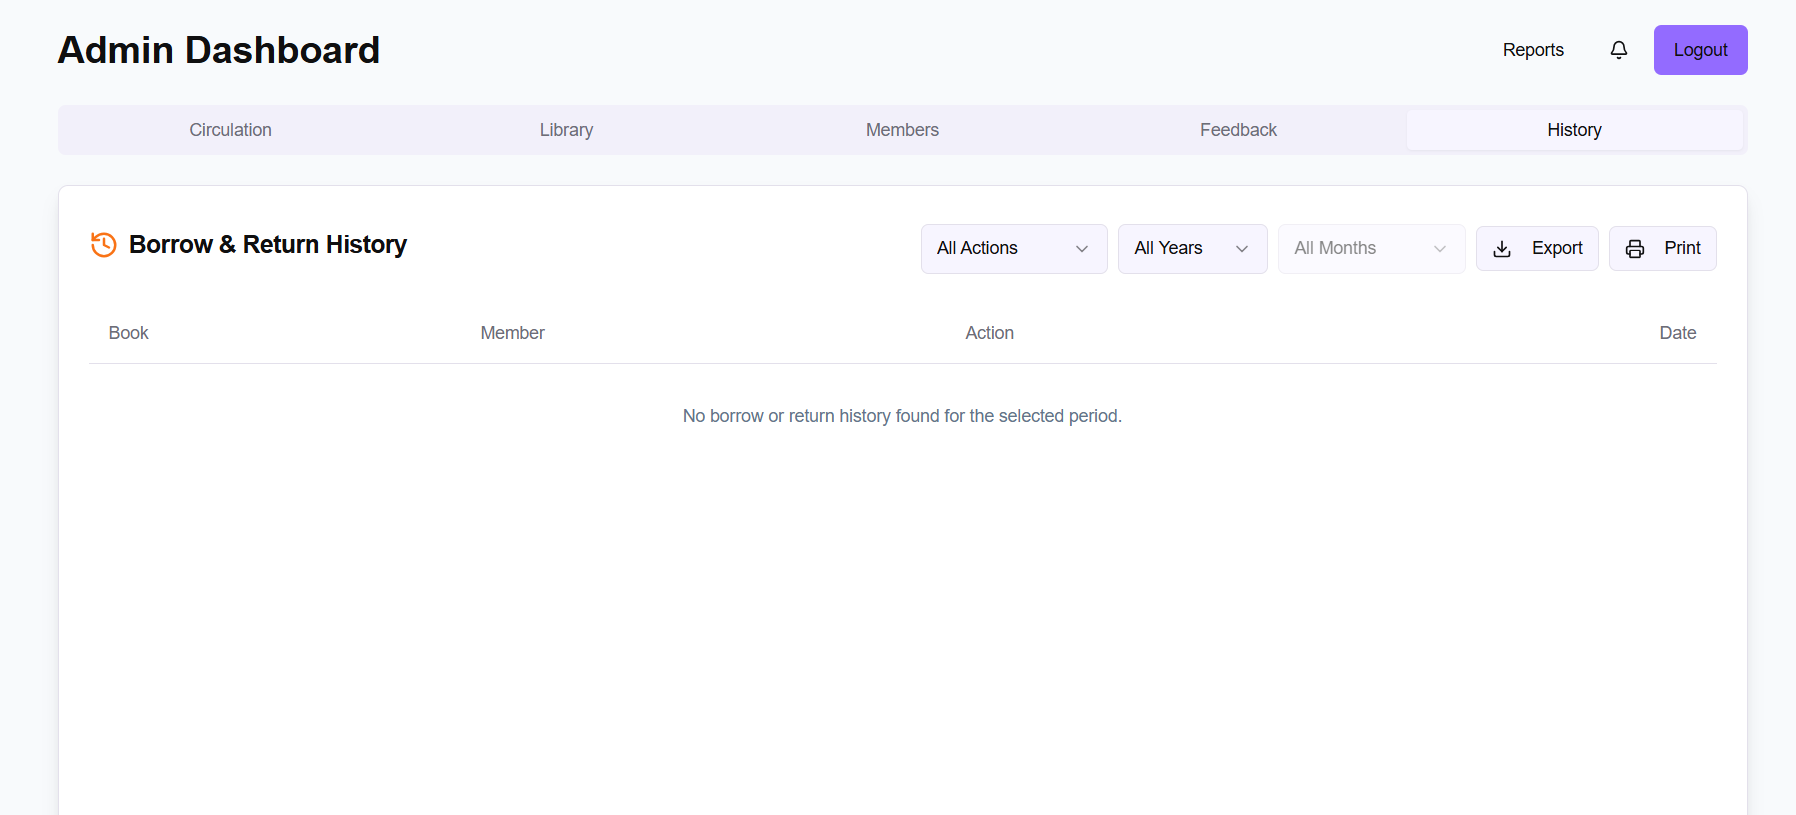 Admin Dashboard
Reports
Logout
Circulation
Library
Members
Feedback
History
Borrow & Return History
All Actions
All Years
All Months
Export
Print
Book
Member
Action
Date
No borrow or return history found for the selected period.